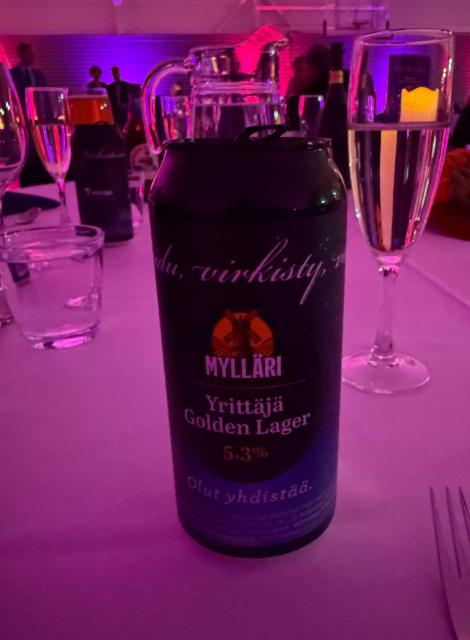 virkisty,
MYLLÄRI
Yrittäjä
Golden Lager
5,3%
Olut yhdistää.